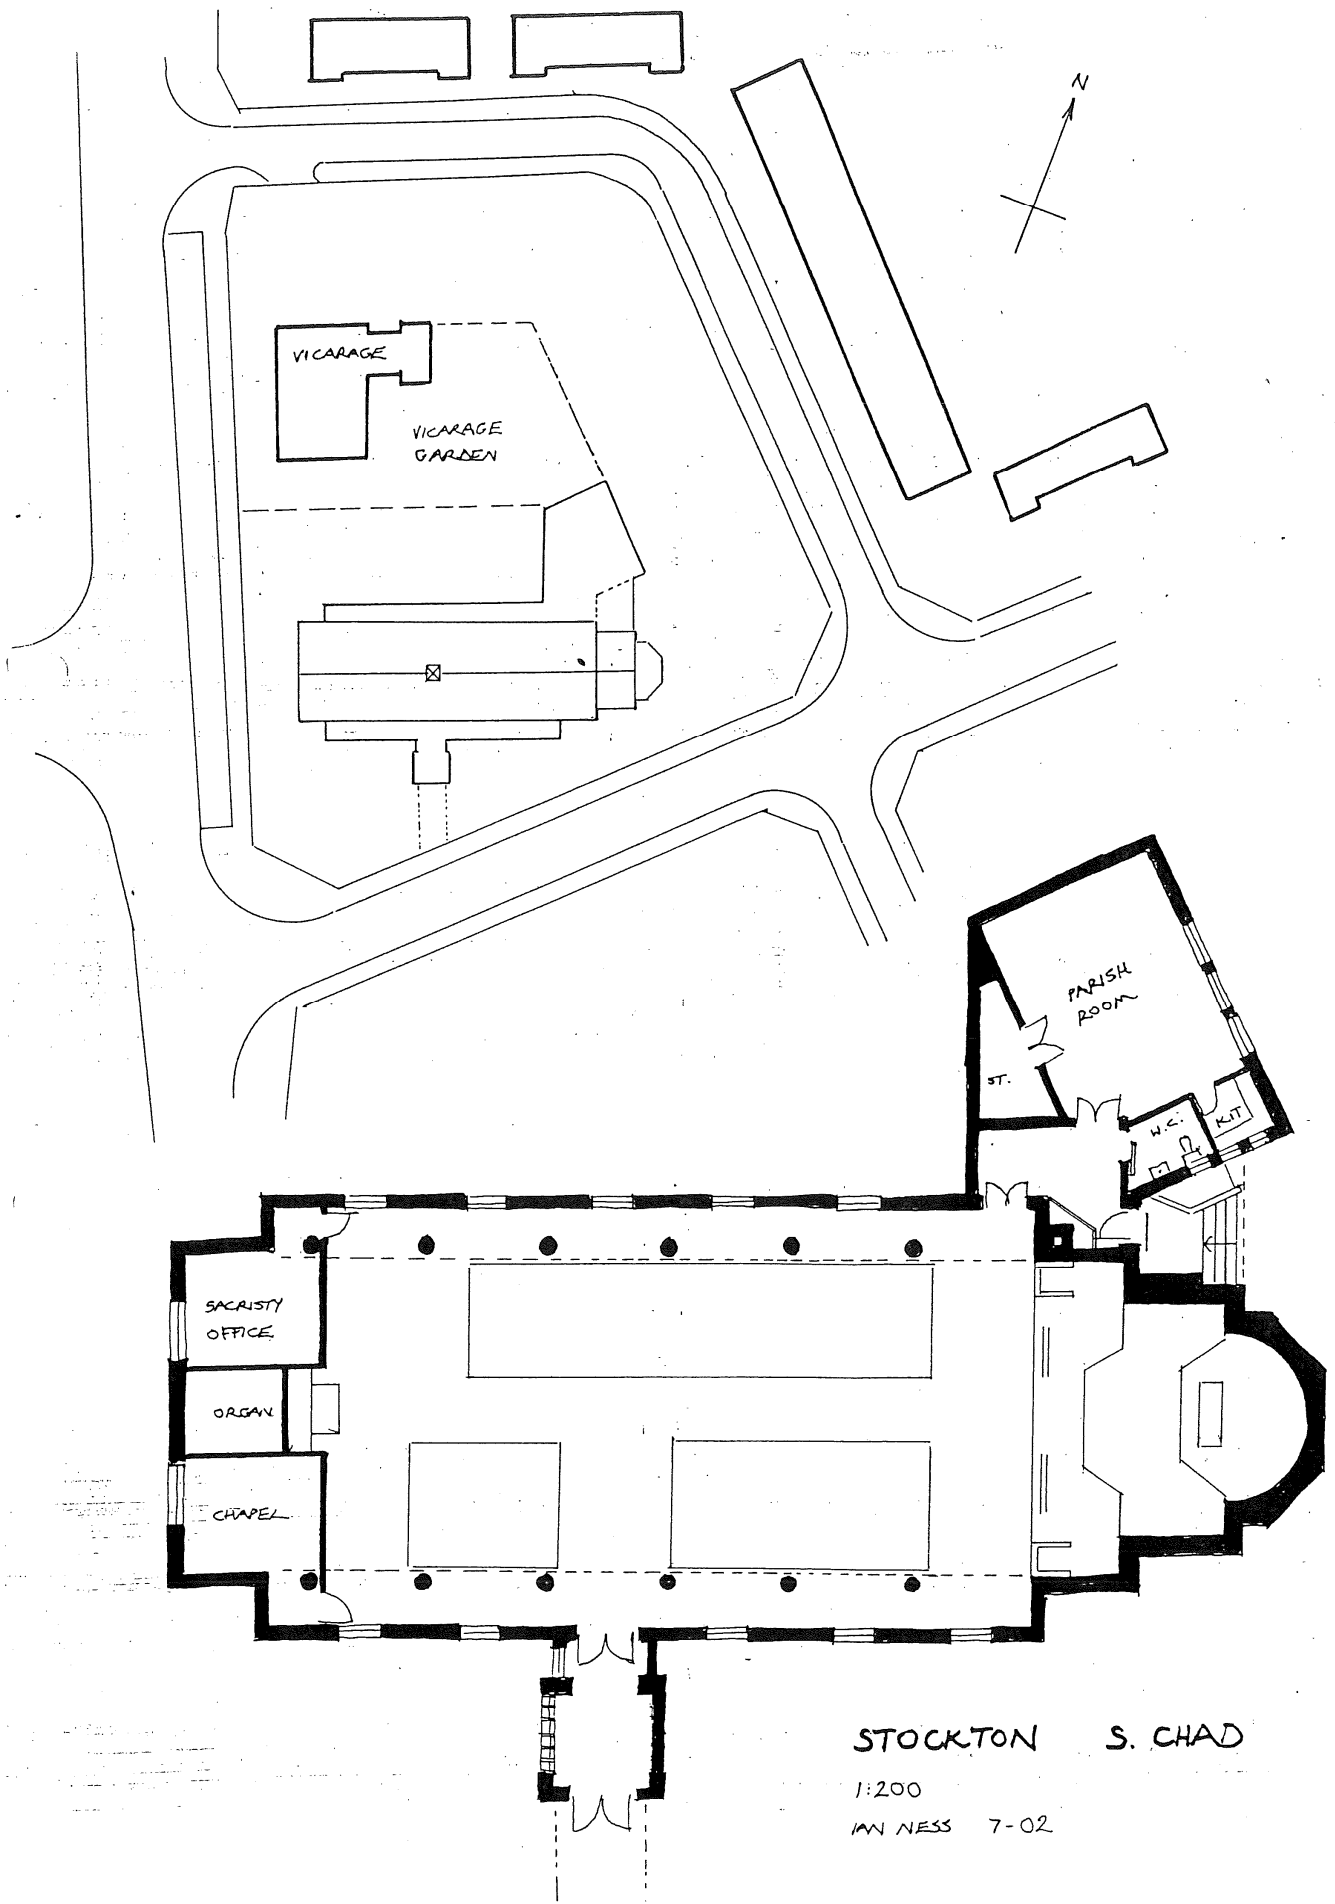 N
VICARAGE
VICARAGE
GARDEN
PARISH
ROOM
ST.
W.C.
KIT
SACRISTY
OFFICE
ORGAN
CHAPEL
STOCKTON S. CHAD
1:200
IAN NESS 7-02